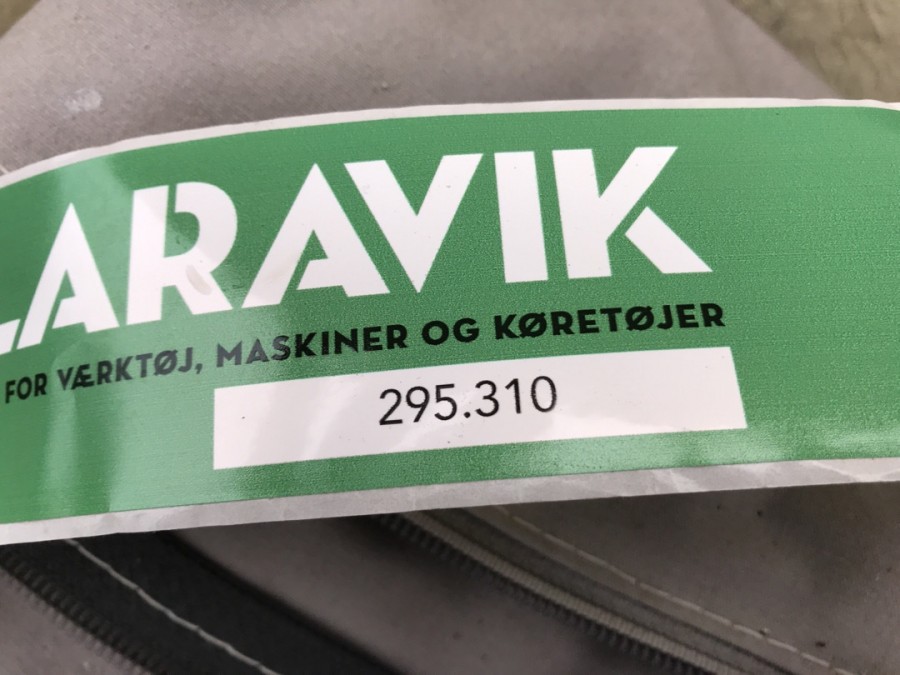 LARAVIK
FOR VÆRKTØJ, MASKINER OG KØRETØJER
295.310